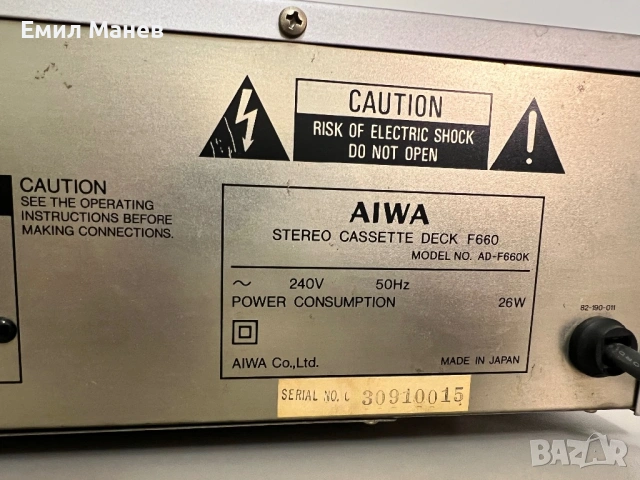 Емил Манев
CAUTION
RISK OF ELECTRIC SHOCK
DO NOT OPEN
CAUTION
SEE THE OPERATING
INSTRUCTIONS BEFORE
MAKING CONNECTIONS.
AIWA
STEREO CASSETTE DECK F660
MODEL NO. AD-F660K
~ 240V 50Hz
POWER CONSUMPTION 26W
AIWA Co.,Ltd. MADE IN JAPAN
82-190-011
SERIAL NO. 30910015
BAZAR